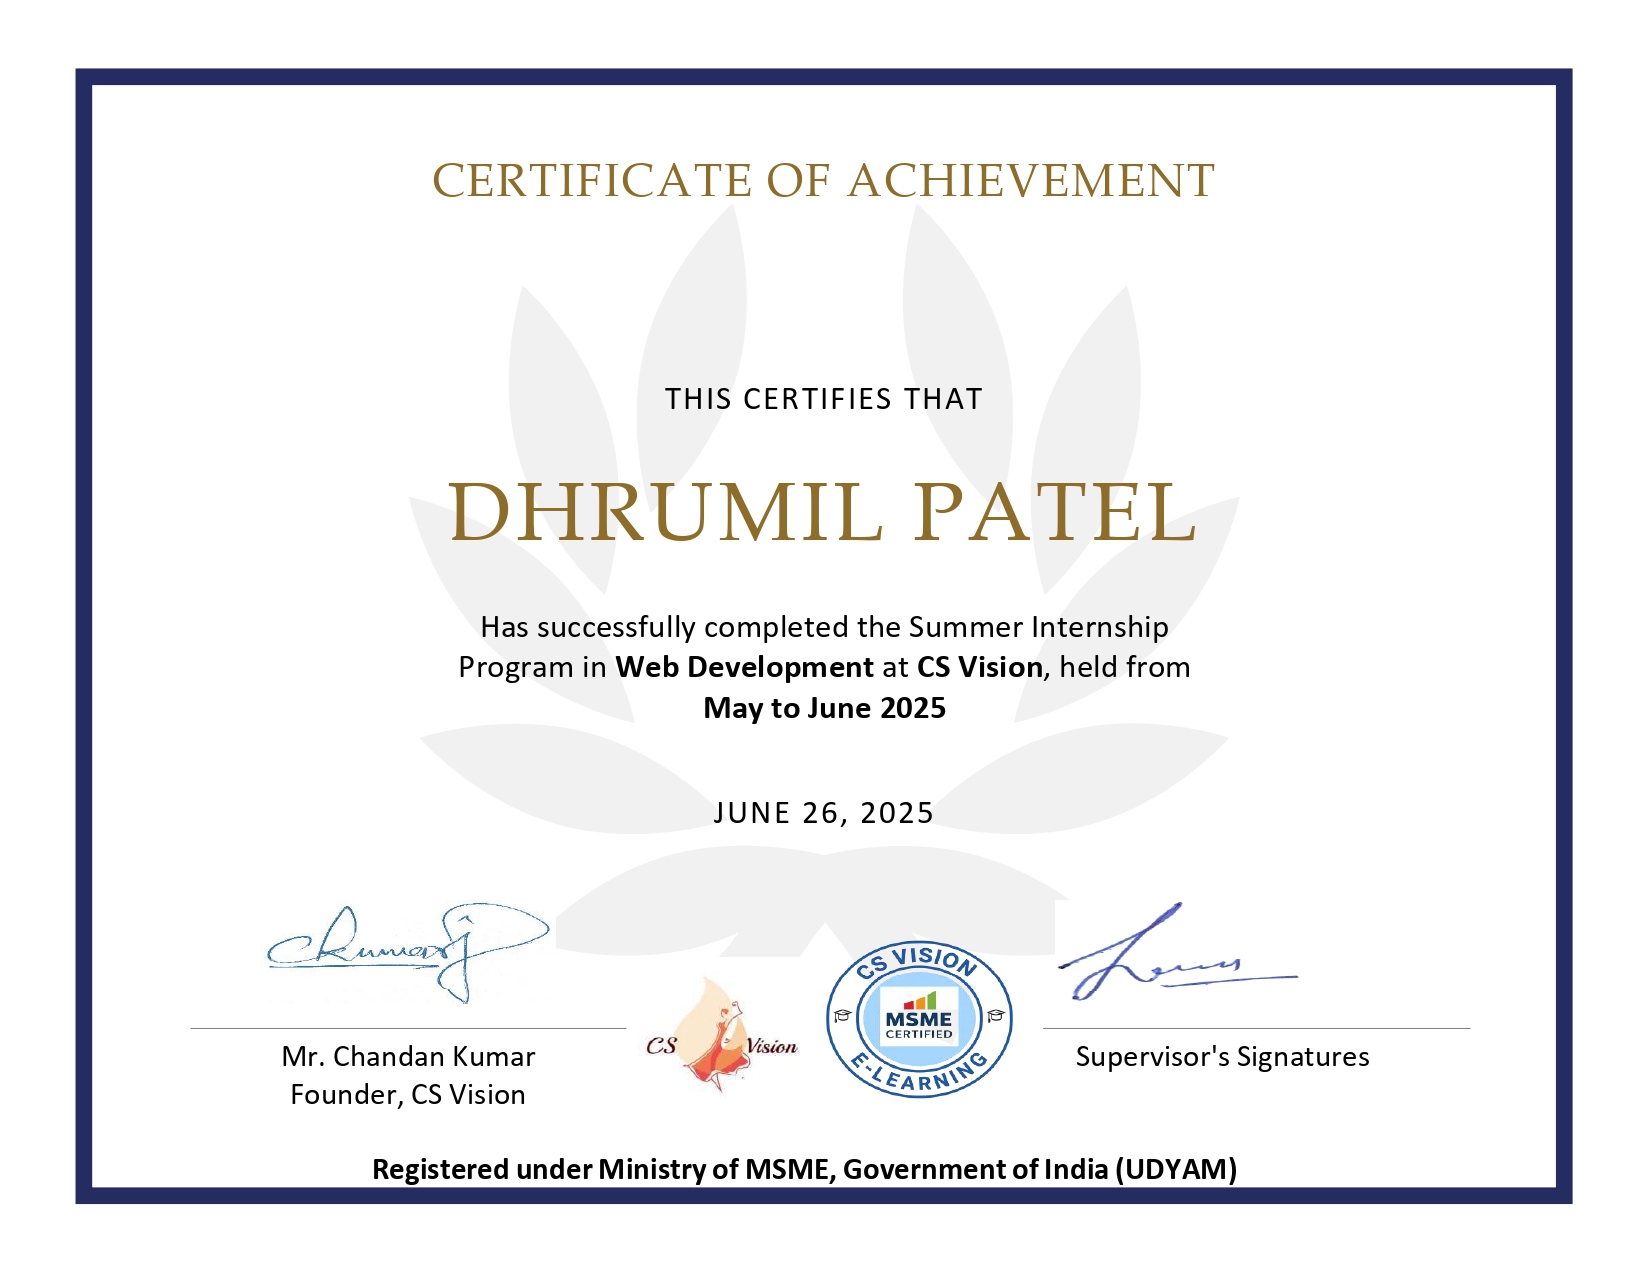 CERTIFICATE OF ACHIEVEMENT
THIS CERTIFIES THAT
DHRUMIL PATEL
Has successfully completed the Summer Internship
Program in Web Development at CS Vision, held from
May to June 2025
JUNE 26, 2025
CS Vision
CS VISION
MSME
CERTIFIED
E-LEARNING
Mr. Chandan Kumar
Founder, CS Vision
Supervisor's Signatures
Registered under Ministry of MSME, Government of India (UDYAM)